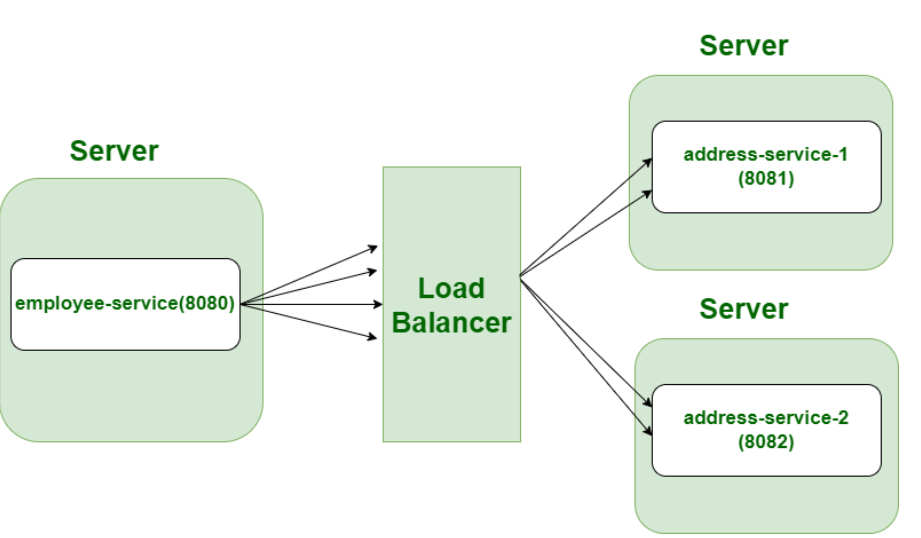 Server
employee-service(8080)
Load
Balancer
Server
address-service-1
(8081)
Server
address-service-2
(8082)